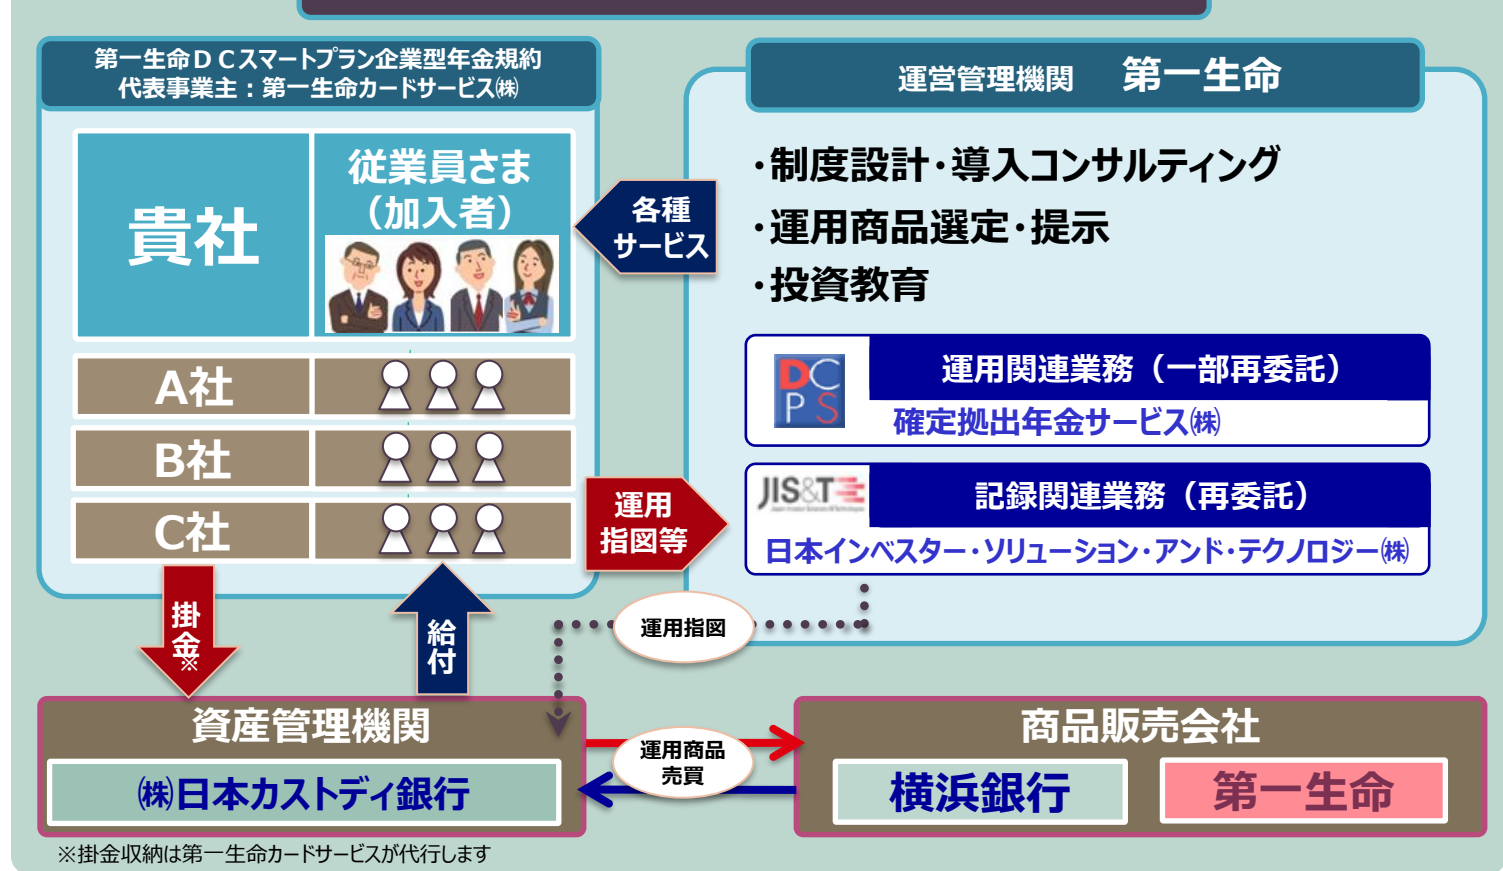 第一生命ＤＣスマートプラン企業型年金規約
代表事業主：第一生命カードサービス㈱
貴社
従業員さま
（加入者）
A社
B社
C社
各種
サービス
運用
指図等
運営管理機関　第一生命
・制度設計・導入コンサルティング
・運用商品選定・提示
・投資教育
DC
PS
運用関連業務（一部再委託）
確定拠出年金サービス㈱
JIS&T
記録関連業務（再委託）
日本インベスター・ソリューション・アンド・テクノロジー㈱
掛金※
給付
運用指図
資産管理機関
㈱日本カストディ銀行
運用商品
売買
商品販売会社
横浜銀行
第一生命
※掛金収納は第一生命カードサービスが代行します